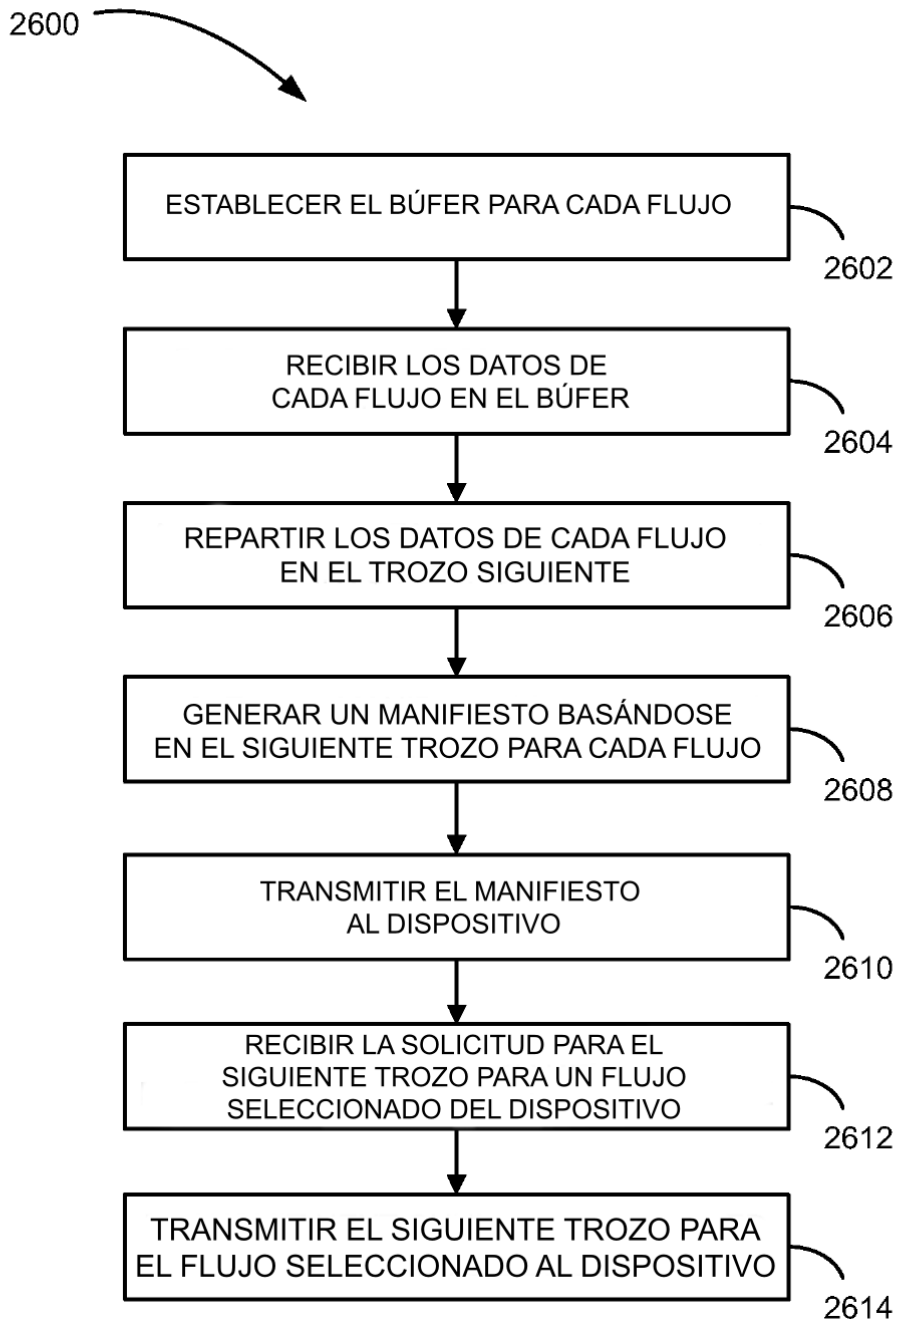 2600
ESTABLECER EL BÚFER PARA CADA FLUJO
2602
RECIBIR LOS DATOS DE
CADA FLUJO EN EL BÚFER
2604
REPARTIR LOS DATOS DE CADA FLUJO
EN EL TROZO SIGUIENTE
2606
GENERAR UN MANIFIESTO BASÁNDOSE
EN EL SIGUIENTE TROZO PARA CADA FLUJO
2608
TRANSMITIR EL MANIFIESTO
AL DISPOSITIVO
2610
RECIBIR LA SOLICITUD PARA EL
SIGUIENTE TROZO PARA UN FLUJO
SELECCIONADO DEL DISPOSITIVO
2612
TRANSMITIR EL SIGUIENTE TROZO PARA
EL FLUJO SELECCIONADO AL DISPOSITIVO
2614